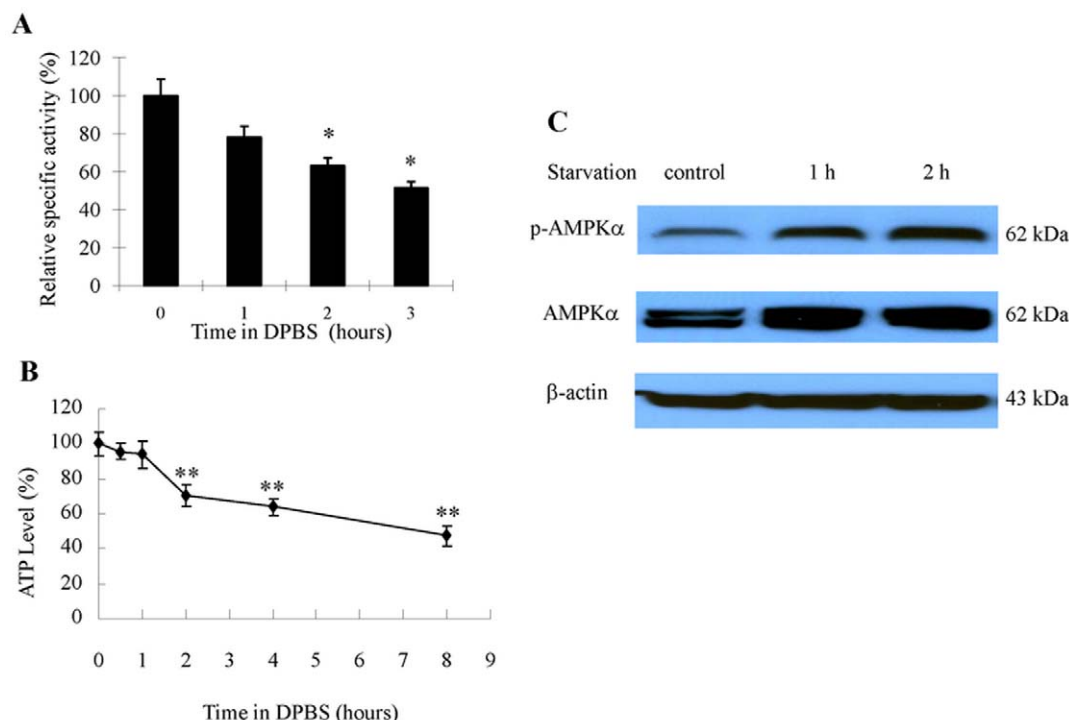 A
Relative specific activity (%)
120
100
80
60
40
20
0
*
*
0 1 2 3
Time in DPBS (hours)
B
ATP Level (%)
120
100
80
60
40
20
0
**
**
**
0 1 2 3 4 5 6 7 8 9
Time in DPBS (hours)
C
Starvation control 1 h 2 h
p-AMPKα 62 kDa
AMPKα 62 kDa
β-actin 43 kDa